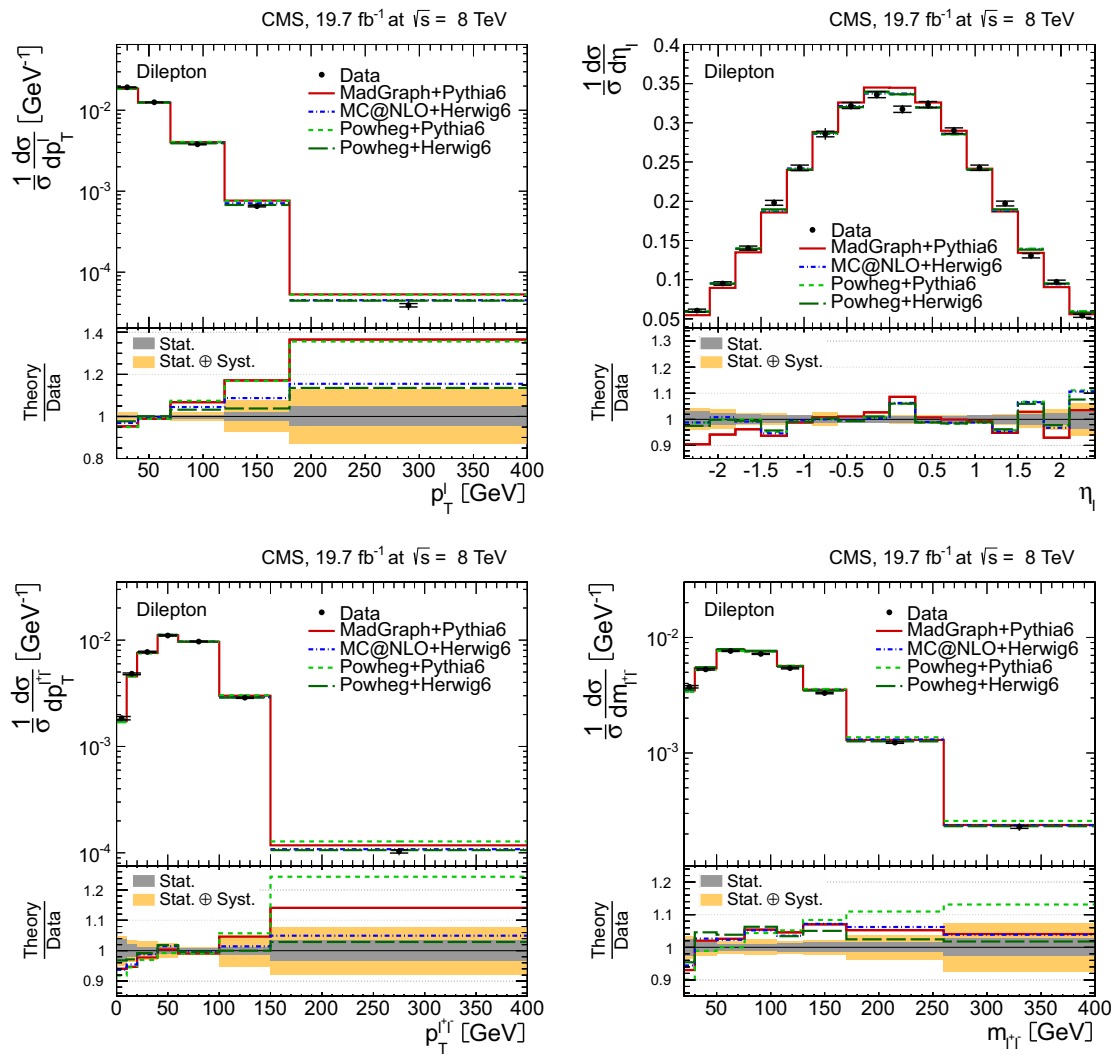 CMS, 19.7 fb⁻¹ at √s = 8 TeV
Dilepton
Data
MadGraph+Pythia6
MC@NLO+Herwig6
Powheg+Pythia6
Powheg+Herwig6
1/σ dσ/dp_T^l [GeV⁻¹]
10⁻²
10⁻³
10⁻⁴
Stat.
Stat. ⊕ Syst.
Theory/Data
1.4
1.2
1
0.8
50 100 150 200 250 300 350 400
p_T^l [GeV]
CMS, 19.7 fb⁻¹ at √s = 8 TeV
Dilepton
Data
MadGraph+Pythia6
MC@NLO+Herwig6
Powheg+Pythia6
Powheg+Herwig6
1/σ dσ/dη_l
0.4
0.35
0.3
0.25
0.2
0.15
0.1
0.05
Stat.
Stat. ⊕ Syst.
Theory/Data
1.3
1.2
1.1
1
0.9
-2 -1.5 -1 -0.5 0 0.5 1 1.5 2
η_l
CMS, 19.7 fb⁻¹ at √s = 8 TeV
Dilepton
Data
MadGraph+Pythia6
MC@NLO+Herwig6
Powheg+Pythia6
Powheg+Herwig6
1/σ dσ/dp_T^l⁺l⁻ [GeV⁻¹]
10⁻²
10⁻³
10⁻⁴
Stat.
Stat. ⊕ Syst.
Theory/Data
1.2
1.1
1
0.9
0 50 100 150 200 250 300 350 400
p_T^l⁺l⁻ [GeV]
CMS, 19.7 fb⁻¹ at √s = 8 TeV
Dilepton
Data
MadGraph+Pythia6
MC@NLO+Herwig6
Powheg+Pythia6
Powheg+Herwig6
1/σ dσ/dm_l⁺l⁻ [GeV⁻¹]
10⁻²
10⁻³
Stat.
Stat. ⊕ Syst.
Theory/Data
1.2
1.1
1
0.9
50 100 150 200 250 300 350 400
m_l⁺l⁻ [GeV]